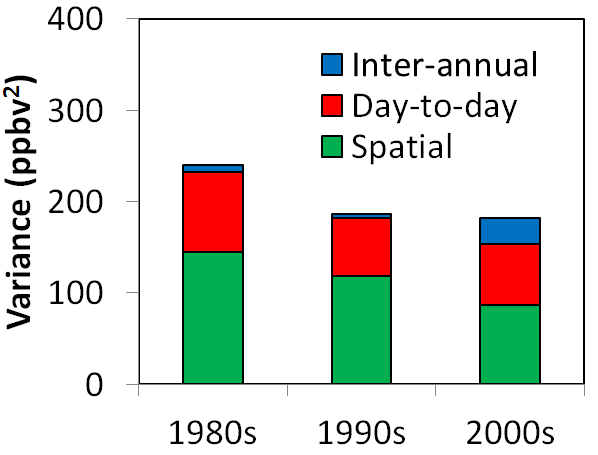 400
300
200
100
0
Variance (ppbv²)
Inter-annual
Day-to-day
Spatial
1980s 1990s 2000s